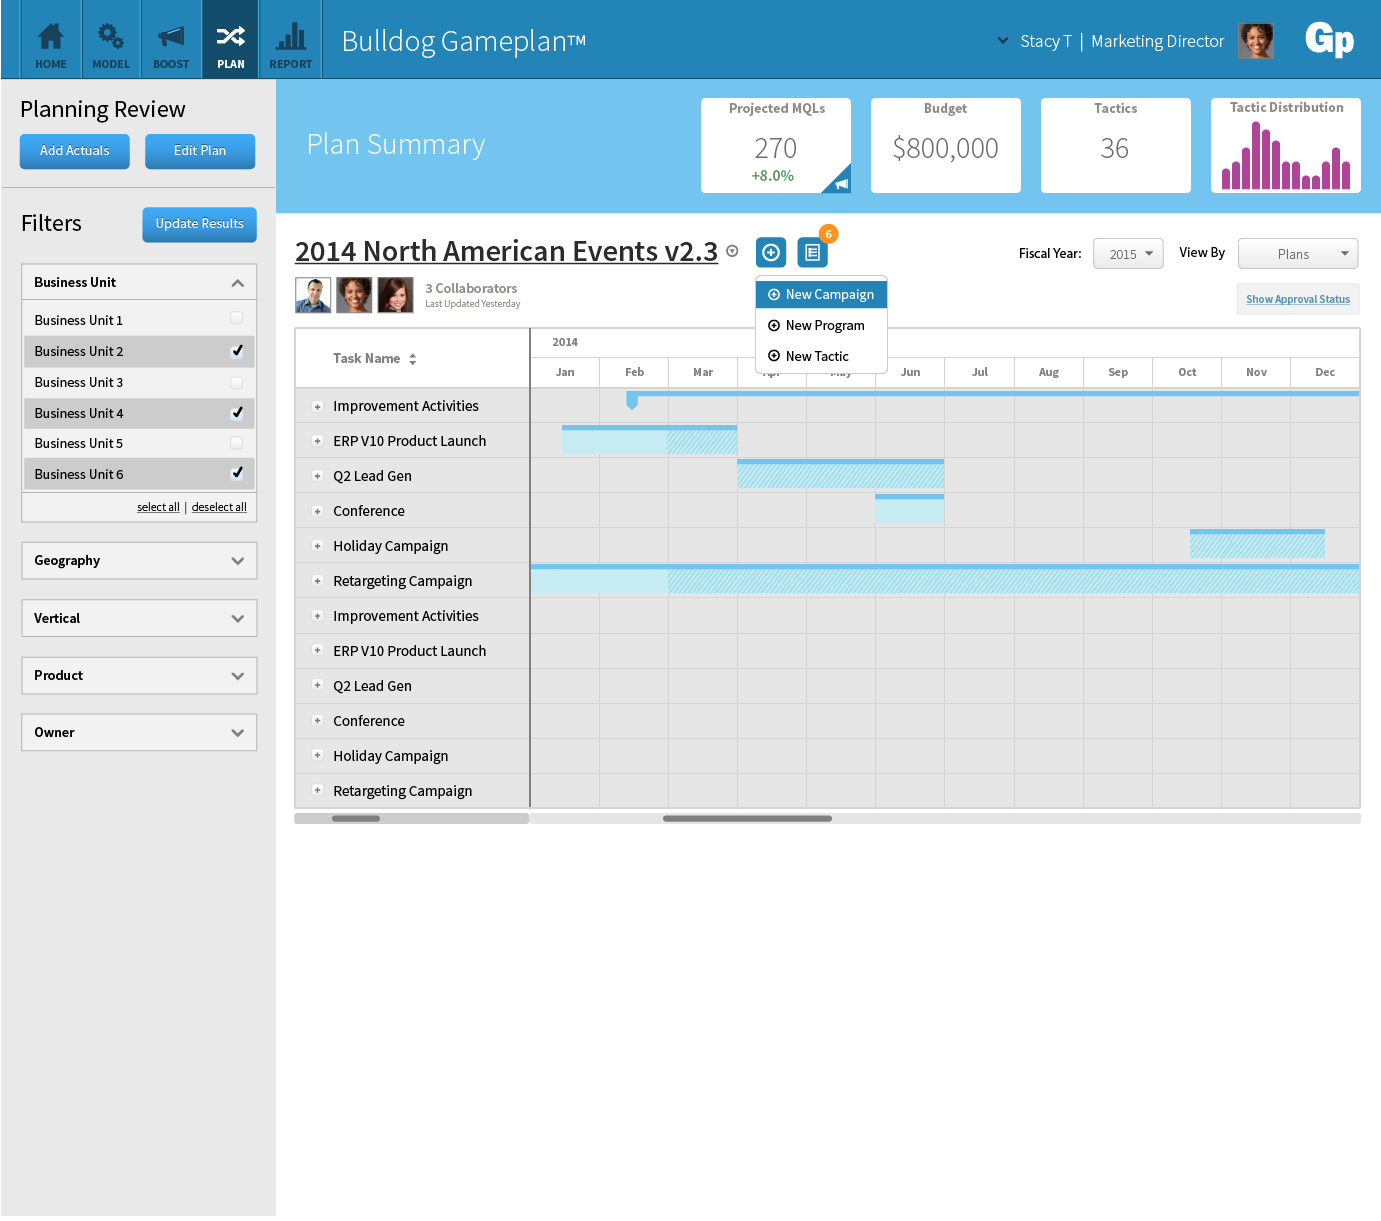 HOME
MODEL
BOOST
PLAN
REPORT
Bulldog Gameplan™
Stacy T | Marketing Director
Gp
Planning Review
Add Actuals
Edit Plan
Filters
Update Results
Business Unit
Business Unit 1
Business Unit 2
Business Unit 3
Business Unit 4
Business Unit 5
Business Unit 6
select all | deselect all
Geography
Vertical
Product
Owner
Plan Summary
Projected MQLs
270
+8.0%
Budget
$800,000
Tactics
36
Tactic Distribution
2014 North American Events v2.3
6
Fiscal Year:
2015
View By
Plans
3 Collaborators
Last Updated Yesterday
New Campaign
New Program
New Tactic
Show Approval Status
Task Name
2014
Jan
Feb
Mar
Apr
May
Jun
Jul
Aug
Sep
Oct
Nov
Dec
Improvement Activities
ERP V10 Product Launch
Q2 Lead Gen
Conference
Holiday Campaign
Retargeting Campaign
Improvement Activities
ERP V10 Product Launch
Q2 Lead Gen
Conference
Holiday Campaign
Retargeting Campaign